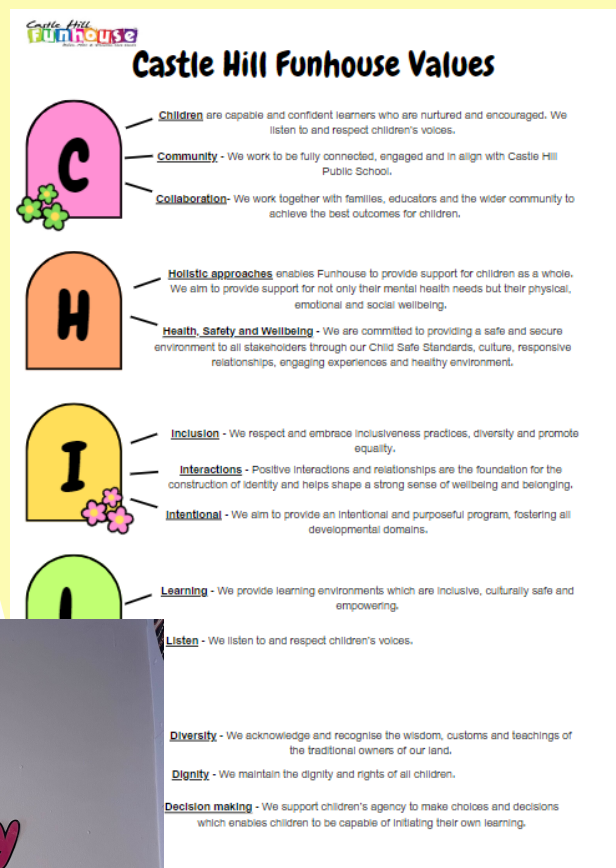 Castle Hill
Funhouse
Castle Hill Funhouse Values
C
Children are capable and confident learners who are nurtured and encouraged. We
listen to and respect children's voices.
Community - We work to be fully connected, engaged and in align with Castle Hill
Public School.
Collaboration- We work together with families, educators and the wider community to
achieve the best outcomes for children.
H
Holistic approaches enables Funhouse to provide support for children as a whole.
We aim to provide support for not only their mental health needs but their physical,
emotional and social wellbeing.
Health, Safety and Wellbeing - We are committed to providing a safe and secure
environment to all stakeholders through our Child Safe Standards, culture, responsive
relationships, engaging experiences and healthy environment.
I
Inclusion - We respect and embrace inclusiveness practices, diversity and promote
equality.
Interactions - Positive interactions and relationships are the foundation for the
construction of identity and helps shape a strong sense of wellbeing and belonging.
Intentional - We aim to provide an intentional and purposeful program, fostering all
developmental domains.
Learning - We provide learning environments which are inclusive, culturally safe and
empowering.
Listen - We listen to and respect children's voices.
Diversity - We acknowledge and recognise the wisdom, customs and teachings of
the traditional owners of our land.
Dignity - We maintain the dignity and rights of all children.
Decision making - We support children's agency to make choices and decisions
which enables children to be capable of initiating their own learning.